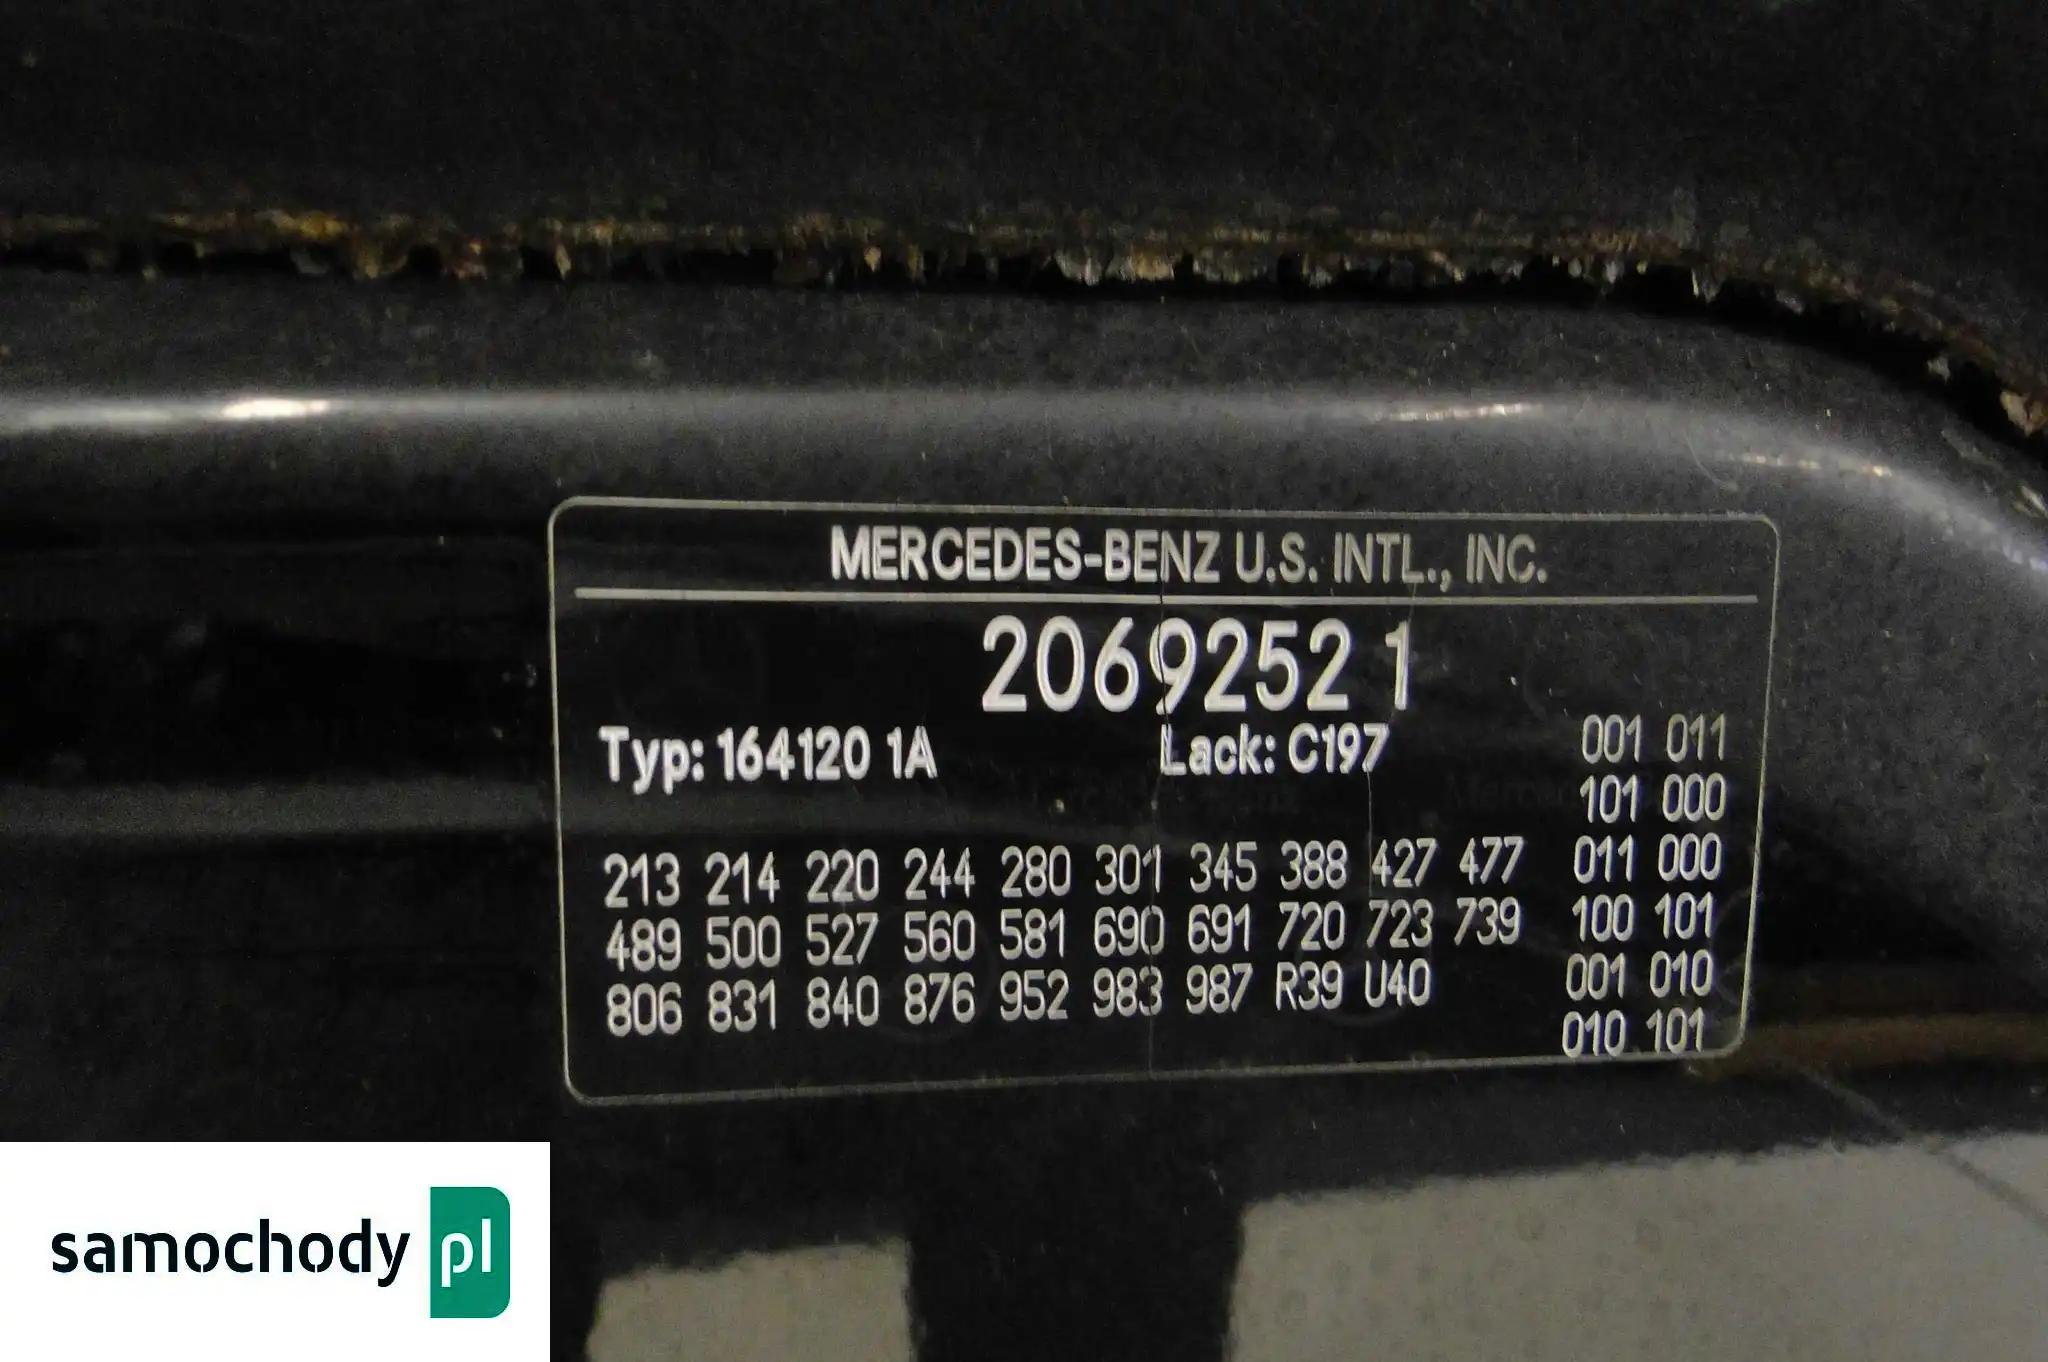 MERCEDES-BENZ U.S. INTL., INC.
2069252 1
Typ: 164120 1A Lack: C197 001 011
101 000
213 214 220 244 280 301 345 388 427 477 011 000
489 500 527 560 581 690 691 720 723 739 100 101
806 831 840 876 952 983 987 R39 U40 001 010
010 101
samochody pl